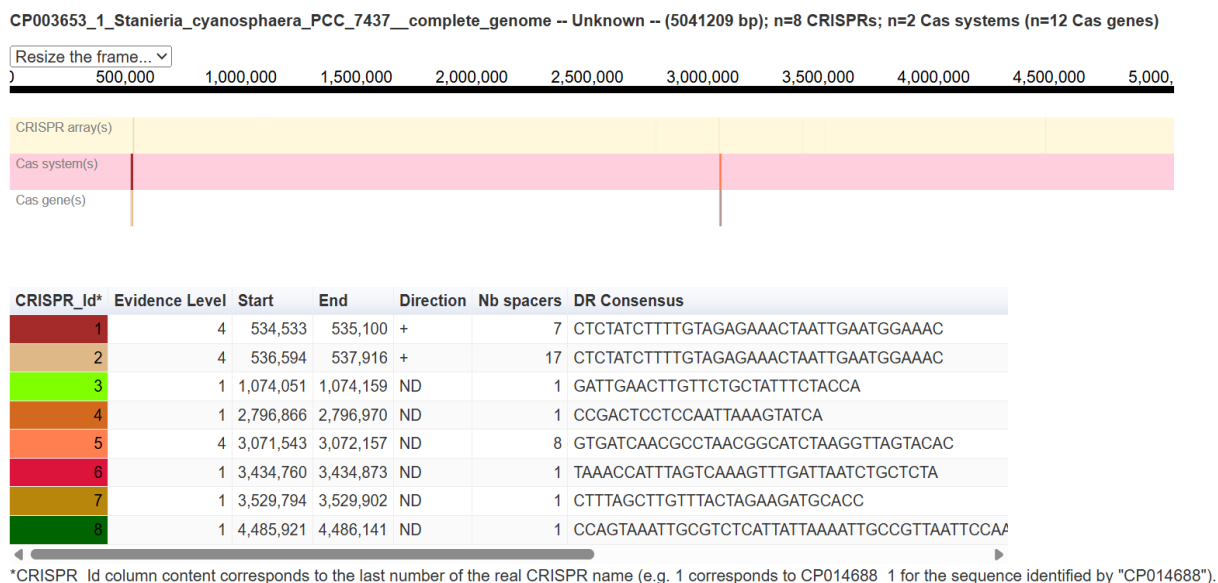 CP003653_1_Stanieria_cyanosphaera_PCC_7437__complete_genome -- Unknown -- (5041209 bp); n=8 CRISPRs; n=2 Cas systems (n=12 Cas genes)
Resize the frame...
500,000 1,000,000 1,500,000 2,000,000 2,500,000 3,000,000 3,500,000 4,000,000 4,500,000 5,000,
CRISPR array(s)
Cas system(s)
Cas gene(s)
CRISPR_Id* Evidence Level Start End Direction Nb spacers DR Consensus
1 4 534,533 535,100 + 7 CTCTATCTTTTGTAGAGAAACTAATTGAATGGAAAC
2 4 536,594 537,916 + 17 CTCTATCTTTTGTAGAGAAACTAATTGAATGGAAAC
3 1 1,074,051 1,074,159 ND 1 GATTGAACTTGTTCTGCTATTTCTACCA
4 1 2,796,866 2,796,970 ND 1 CCGACTCCTCCAATTAAAGTATCA
5 4 3,071,543 3,072,157 ND 8 GTGATCAACGCCTAACGGCATCTAAGGTTAGTACAC
6 1 3,434,760 3,434,873 ND 1 TAAACCATTTAGTCAAAGTTTGATTAATCTGCTCTA
7 1 3,529,794 3,529,902 ND 1 CTTTAGCTTGTTTACTAGAAGATGCACC
8 1 4,485,921 4,486,141 ND 1 CCAGTAAATTGCGTCTCATTATTAAAATTGCCGTTAATTCCAA
*CRISPR_Id column content corresponds to the last number of the real CRISPR name (e.g. 1 corresponds to CP014688_1 for the sequence identified by "CP014688").